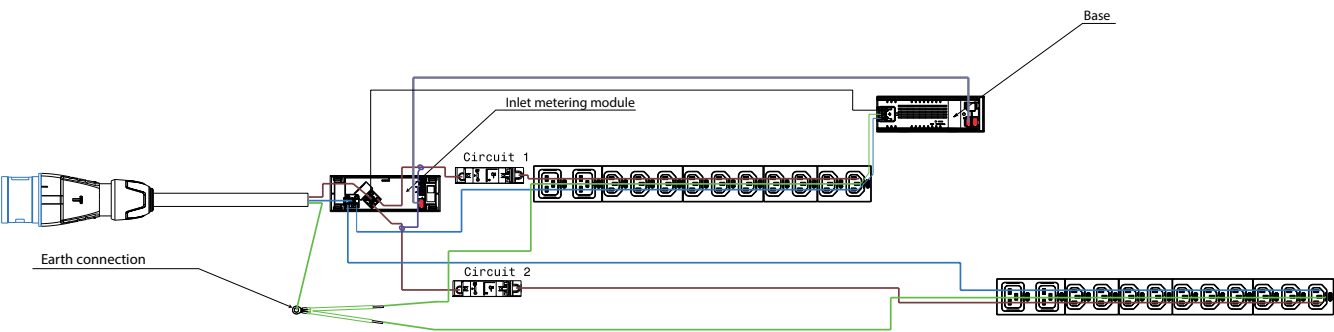 Base
Inlet metering module
Circuit 1
Earth connection
Circuit 2